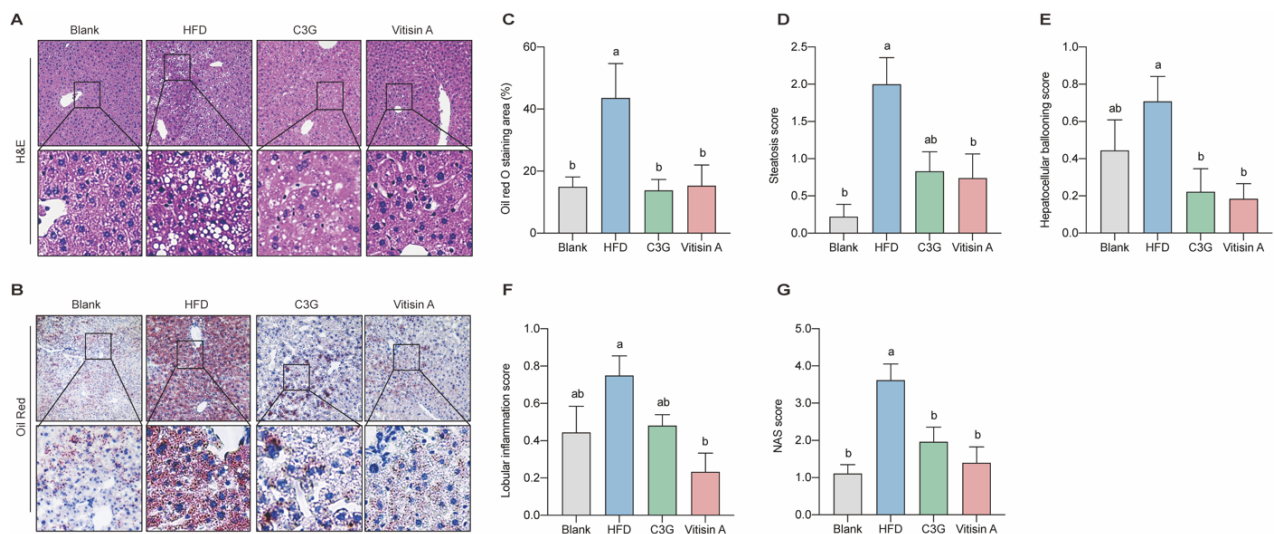 A
Blank
HFD
C3G
Vitisin A
H&E
B
Blank
HFD
C3G
Vitisin A
Oil Red
C
Oil red O staining area (%)
60
40
20
0
b
a
b
b
Blank
HFD
C3G
Vitisin A
D
Steatosis score
2.5
2.0
1.5
1.0
0.5
0.0
b
a
ab
b
Blank
HFD
C3G
Vitisin A
E
Hepatocellular ballooning score
1.0
0.8
0.6
0.4
0.2
0.0
ab
a
b
b
Blank
HFD
C3G
Vitisin A
F
Lobular inflammation score
1.0
0.8
0.6
0.4
0.2
0.0
ab
a
ab
b
Blank
HFD
C3G
Vitisin A
G
NAS score
5.0
4.0
3.0
2.0
1.0
0.0
b
a
b
b
Blank
HFD
C3G
Vitisin A